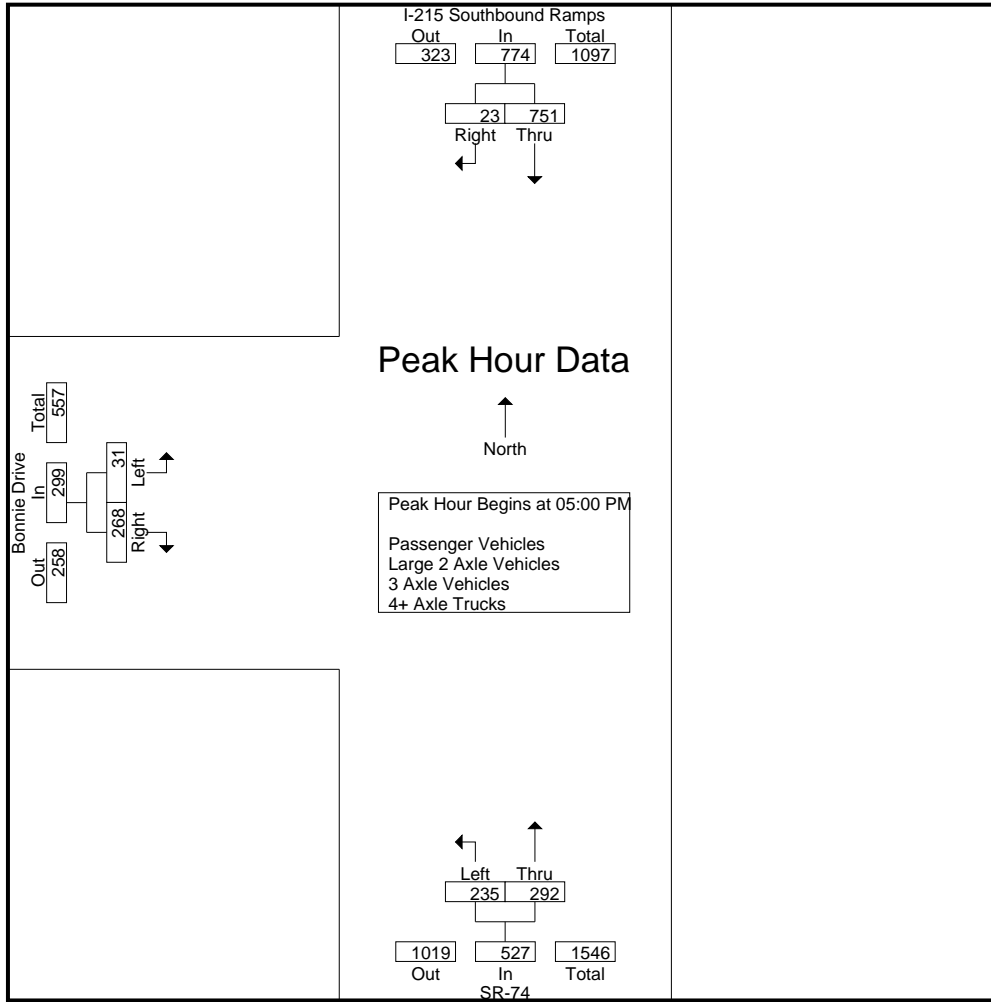 I-215 Southbound Ramps
Out In Total
323 774 1097
23 751
Right Thru
Peak Hour Data
North
Peak Hour Begins at 05:00 PM
Passenger Vehicles
Large 2 Axle Vehicles
3 Axle Vehicles
4+ Axle Trucks
Bonnie Drive
Out In Total
258 299 557
268 31
Right Left
Left Thru
235 292
1019 527 1546
Out In Total
SR-74